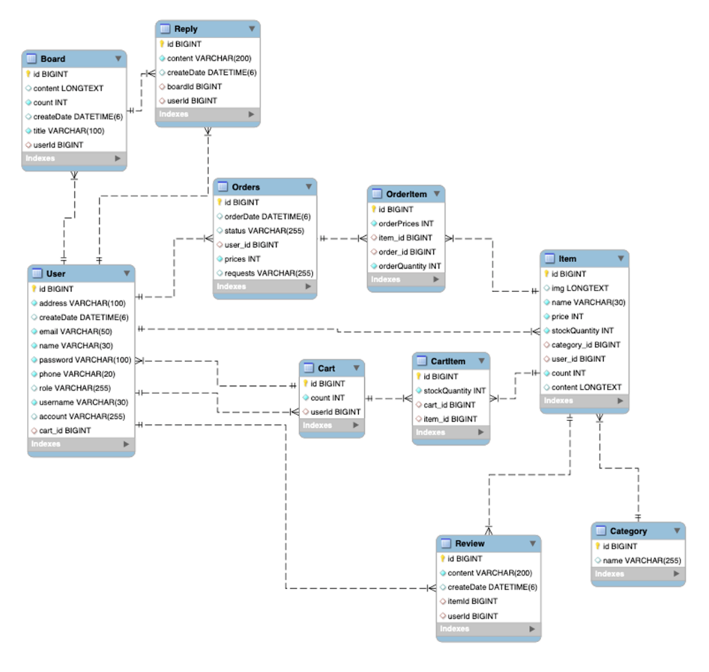 Board
id BIGINT
content LONGTEXT
count INT
createDate DATETIME(6)
title VARCHAR(100)
userId BIGINT
Indexes
Reply
id BIGINT
content VARCHAR(200)
createDate DATETIME(6)
boardId BIGINT
userId BIGINT
Indexes
Orders
id BIGINT
orderDate DATETIME(6)
status VARCHAR(255)
user_id BIGINT
prices INT
requests VARCHAR(255)
Indexes
OrderItem
id BIGINT
orderPrices INT
item_id BIGINT
order_id BIGINT
orderQuantity INT
Indexes
Item
id BIGINT
img LONGTEXT
name VARCHAR(30)
price INT
stockQuantity INT
category_id BIGINT
user_id BIGINT
count INT
content LONGTEXT
Indexes
User
id BIGINT
address VARCHAR(100)
createDate DATETIME(6)
email VARCHAR(50)
name VARCHAR(30)
password VARCHAR(100)
phone VARCHAR(20)
role VARCHAR(255)
username VARCHAR(30)
account VARCHAR(255)
cart_id BIGINT
Indexes
Cart
id BIGINT
count INT
userId BIGINT
Indexes
CartItem
id BIGINT
stockQuantity INT
cart_id BIGINT
item_id BIGINT
Indexes
Review
id BIGINT
content VARCHAR(200)
createDate DATETIME(6)
itemId BIGINT
userId BIGINT
Indexes
Category
id BIGINT
name VARCHAR(255)
Indexes